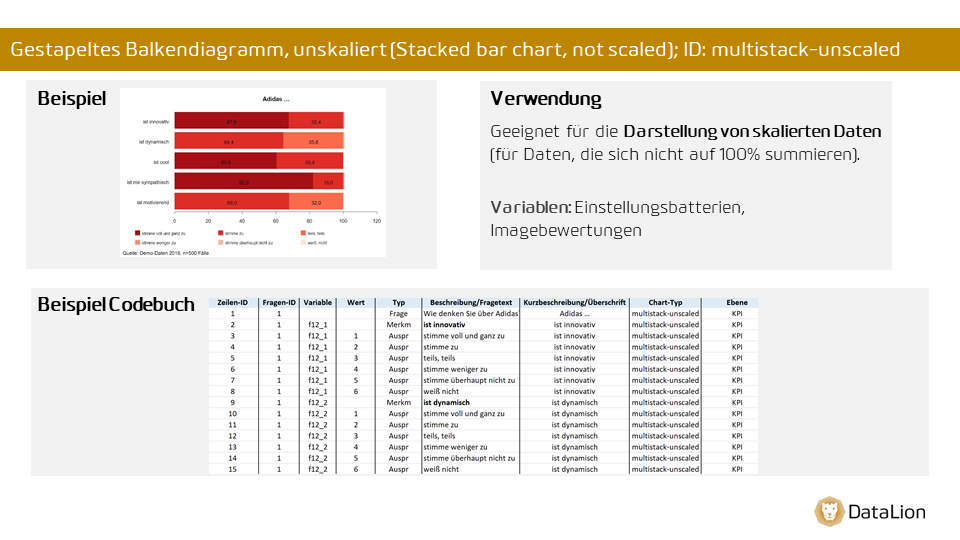 Gestapeltes Balkendiagramm, unskaliert (Stacked bar chart, not scaled); ID: multistack-unscaled
Beispiel
Adidas ...
ist innovativ 32,4
ist dynamisch 64,4 35,6
ist cool 39,4
ist mir sympathisch 18,0
ist motivierend 68,0 32,0
0 20 40 60 80 100 120
stimme voll und ganz zu stimme zu teils, teils
stimme weniger zu stimme überhaupt nicht zu weiß nicht
Quelle: Demo-Daten 2018, n=500 Fälle
Verwendung
Geeignet für die Darstellung von skalierten Daten
(für Daten, die sich nicht auf 100% summieren).
Variablen: Einstellungsbatterien,
Imagebewertungen
Beispiel Codebuch
Zeilen-ID Fragen-ID Variable Wert Typ Beschreibung/Fragetext Kurzbeschreibung/Überschrift Chart-Typ Ebene
1 1 Frage Wie denken Sie über Adidas Adidas ... multistack-unscaled KPI
2 1 f12_1 Merkm ist innovativ ist innovativ multistack-unscaled KPI
3 1 f12_1 1 Auspr stimme voll und ganz zu ist innovativ multistack-unscaled KPI
4 1 f12_1 2 Auspr stimme zu ist innovativ multistack-unscaled KPI
5 1 f12_1 3 Auspr teils, teils ist innovativ multistack-unscaled KPI
6 1 f12_1 4 Auspr stimme weniger zu ist innovativ multistack-unscaled KPI
7 1 f12_1 5 Auspr stimme überhaupt nicht zu ist innovativ multistack-unscaled KPI
8 1 f12_1 6 Auspr weiß nicht ist innovativ multistack-unscaled KPI
9 1 f12_2 Merkm ist dynamisch ist dynamisch multistack-unscaled KPI
10 1 f12_2 1 Auspr stimme voll und ganz zu ist dynamisch multistack-unscaled KPI
11 1 f12_2 2 Auspr stimme zu ist dynamisch multistack-unscaled KPI
12 1 f12_2 3 Auspr teils, teils ist dynamisch multistack-unscaled KPI
13 1 f12_2 4 Auspr stimme weniger zu ist dynamisch multistack-unscaled KPI
14 1 f12_2 5 Auspr stimme überhaupt nicht zu ist dynamisch multistack-unscaled KPI
15 1 f12_2 6 Auspr weiß nicht ist dynamisch multistack-unscaled KPI
DataLion